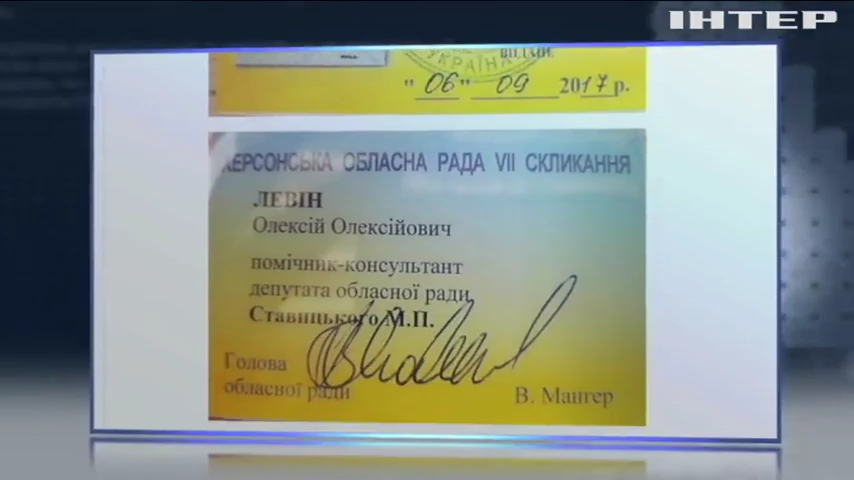 ІНТЕР
УКРАЇНА
"06" 09 2017 р.
ХЕРСОНСЬКА ОБЛАСНА РАДА VII СКЛИКАННЯ
ЛЕВІН
Олексій Олексійович
помічник-консультант
депутата обласної ради
Ставицького М.П.
Голова
обласної ради
В. Мангер